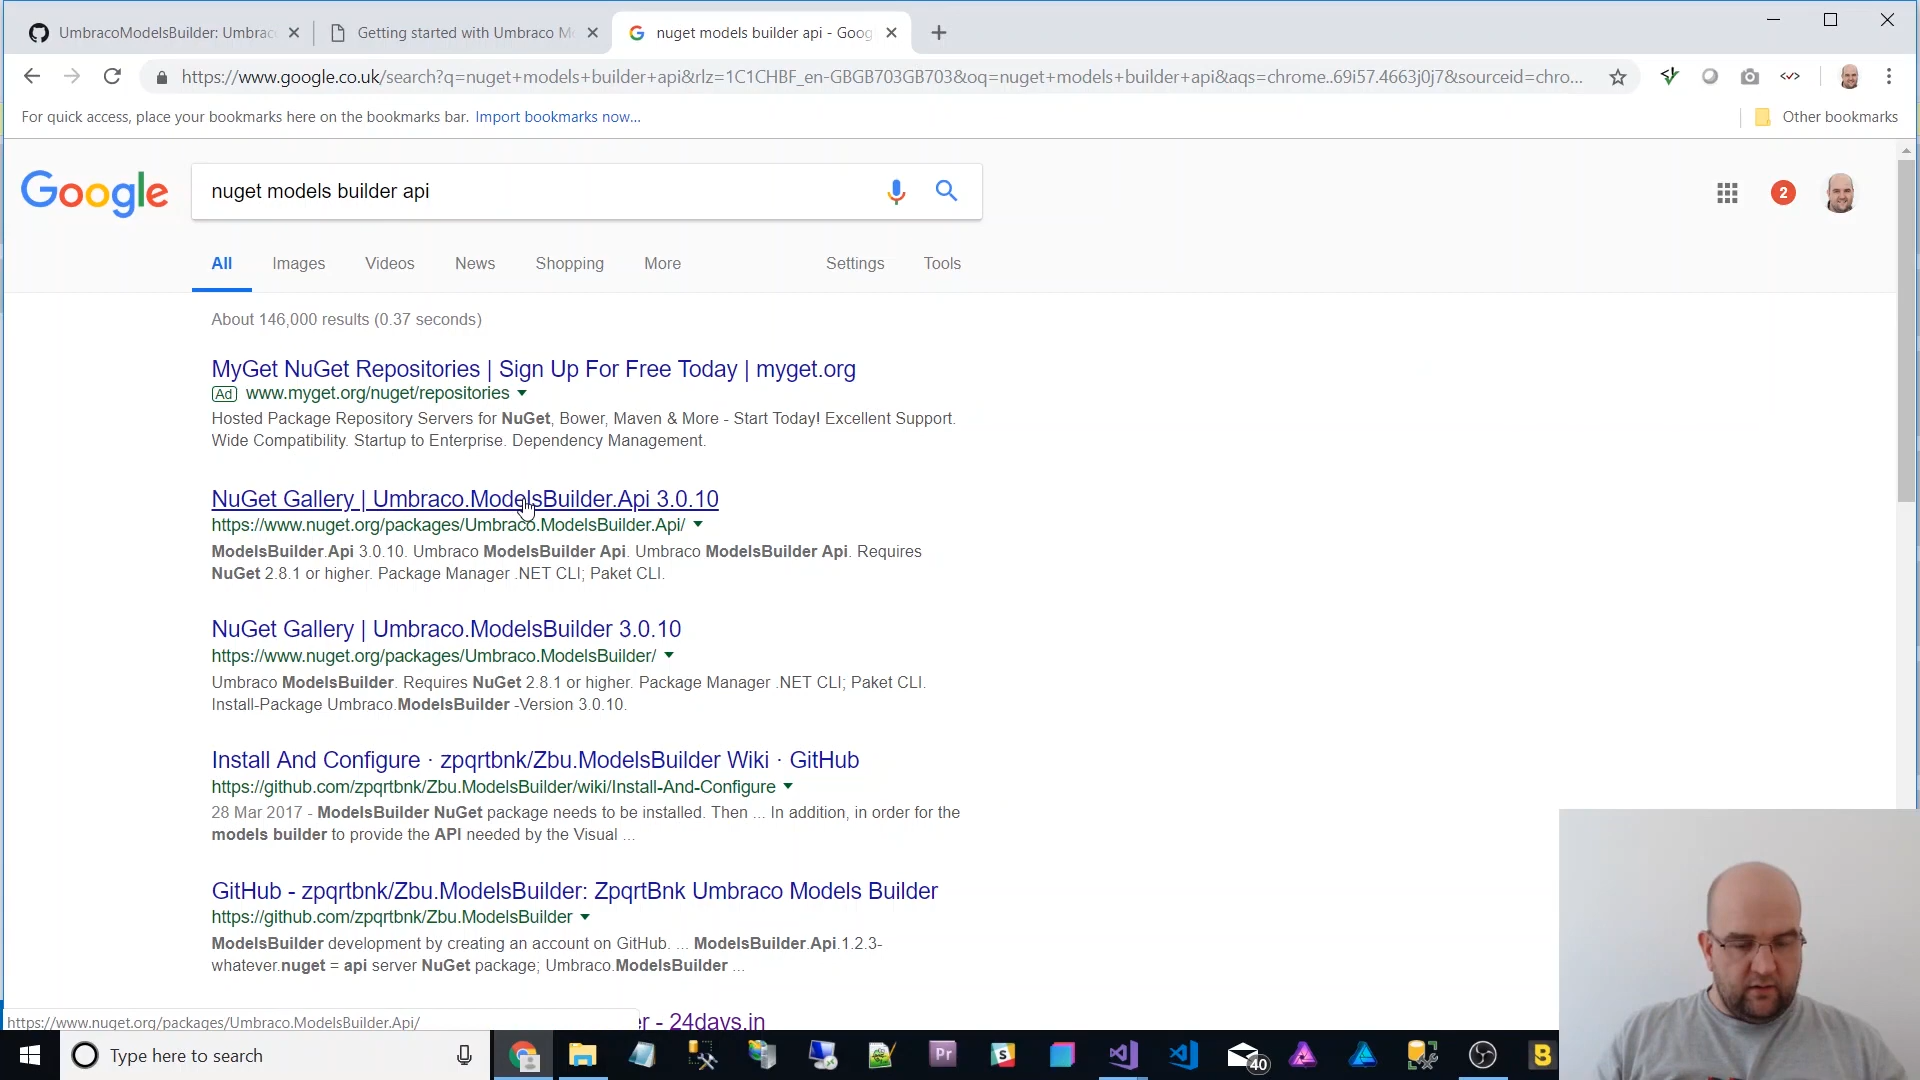 UmbracoModelsBuilder: Umbrac
Getting started with Umbraco M
nuget models builder api - Goog
https://www.google.co.uk/search?q=nuget+models+builder+api&rlz=1C1CHBF_en-GBGB703GB703&oq=nuget+models+builder+api&aqs=chrome..69i57.4663j0j7&sourceid=chro...
For quick access, place your bookmarks here on the bookmarks bar. Import bookmarks now...
Other bookmarks
Google
nuget models builder api
2
All Images Videos News Shopping More Settings Tools
About 146,000 results (0.37 seconds)
MyGet NuGet Repositories | Sign Up For Free Today | myget.org
Ad www.myget.org/nuget/repositories
Hosted Package Repository Servers for NuGet, Bower, Maven & More - Start Today! Excellent Support.
Wide Compatibility. Startup to Enterprise. Dependency Management.
NuGet Gallery | Umbraco.ModelsBuilder.Api 3.0.10
https://www.nuget.org/packages/Umbraco.ModelsBuilder.Api/
ModelsBuilder.Api 3.0.10. Umbraco ModelsBuilder Api. Umbraco ModelsBuilder Api. Requires
NuGet 2.8.1 or higher. Package Manager .NET CLI; Paket CLI.
NuGet Gallery | Umbraco.ModelsBuilder 3.0.10
https://www.nuget.org/packages/Umbraco.ModelsBuilder/
Umbraco ModelsBuilder. Requires NuGet 2.8.1 or higher. Package Manager .NET CLI; Paket CLI.
Install-Package Umbraco.ModelsBuilder -Version 3.0.10.
Install And Configure · zpqrtbnk/Zbu.ModelsBuilder Wiki · GitHub
https://github.com/zpqrtbnk/Zbu.ModelsBuilder/wiki/Install-And-Configure
28 Mar 2017 - ModelsBuilder NuGet package needs to be installed. Then ... In addition, in order for the
models builder to provide the API needed by the Visual ...
GitHub - zpqrtbnk/Zbu.ModelsBuilder: ZpqrtBnk Umbraco Models Builder
https://github.com/zpqrtbnk/Zbu.ModelsBuilder
ModelsBuilder development by creating an account on GitHub. ... ModelsBuilder.Api.1.2.3-
whatever.nuget = api server NuGet package; Umbraco.ModelsBuilder ...
https://www.nuget.org/packages/Umbraco.ModelsBuilder.Api/
er - 24days.in
Type here to search
Pr
S
40
B